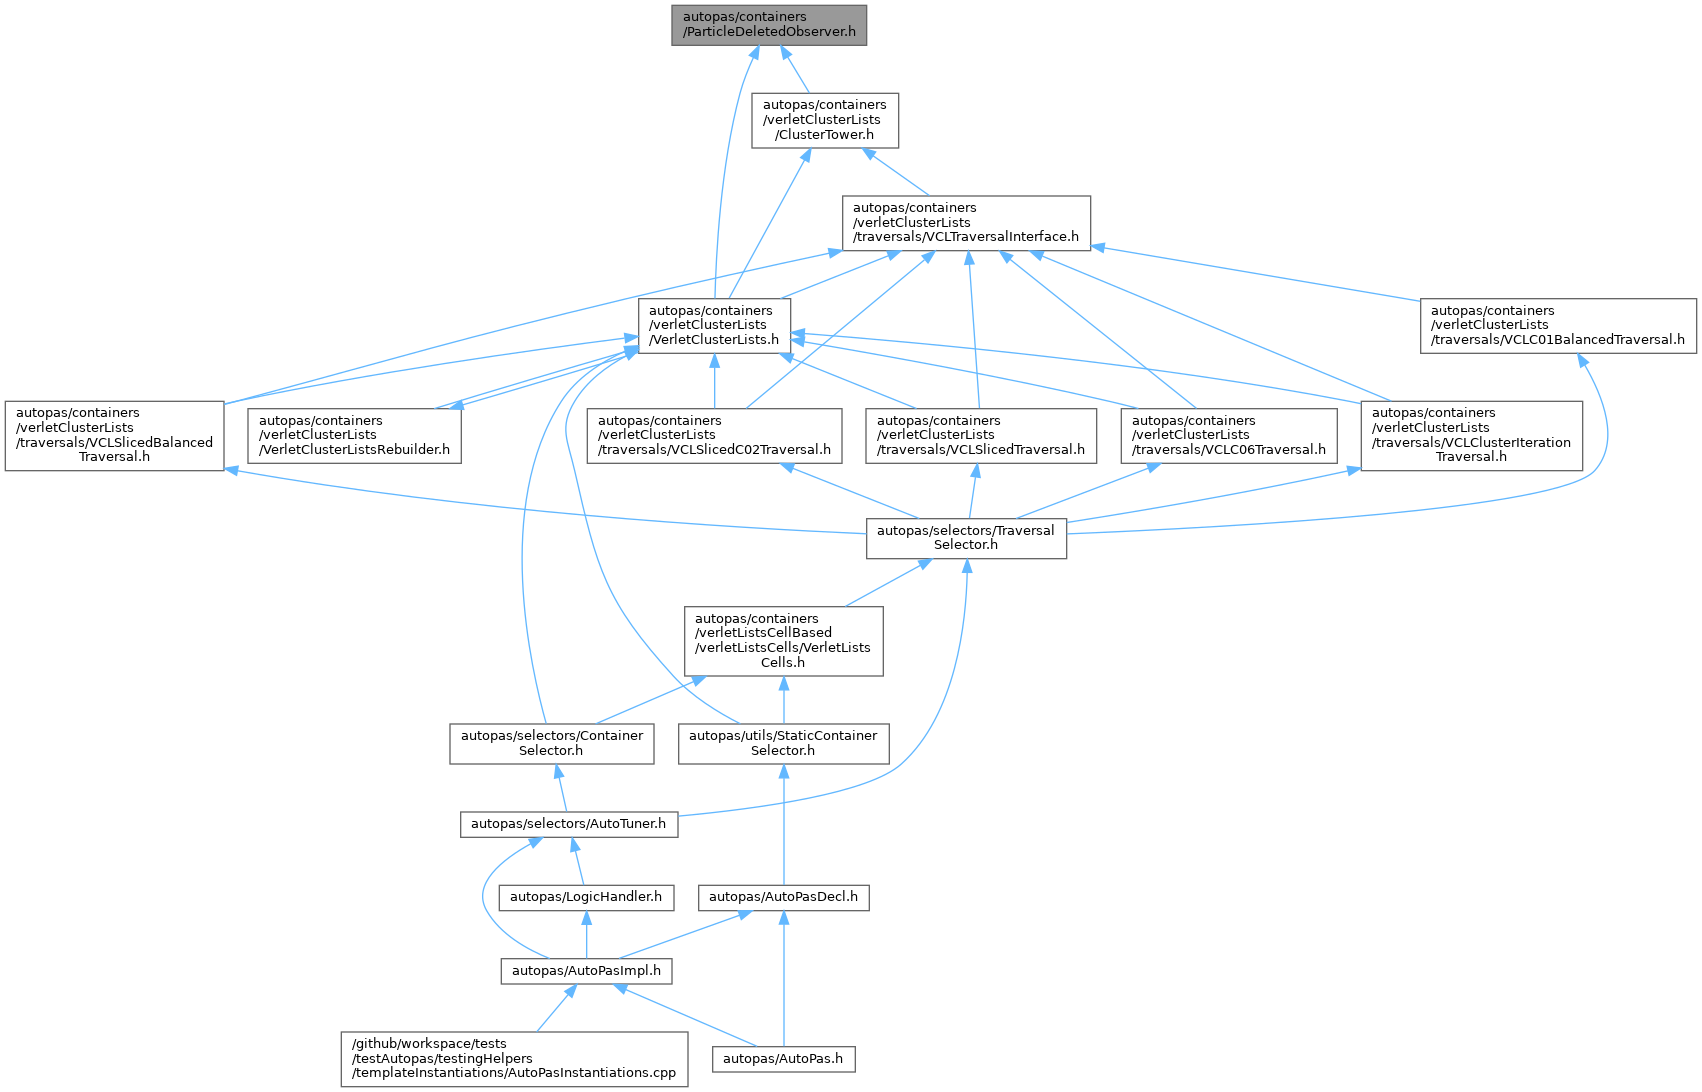 autopas/containers
/ParticleDeletedObserver.h
autopas/containers
/verletClusterLists
/ClusterTower.h
autopas/containers
/verletClusterLists
/traversals/VCLTraversalInterface.h
autopas/containers
/verletClusterLists
/VerletClusterLists.h
autopas/containers
/verletClusterLists
/traversals/VCLC01BalancedTraversal.h
autopas/containers
/verletClusterLists
/traversals/VCLSlicedBalanced
Traversal.h
autopas/containers
/verletClusterLists
/VerletClusterListsRebuilder.h
autopas/containers
/verletClusterLists
/traversals/VCLSlicedC02Traversal.h
autopas/containers
/verletClusterLists
/traversals/VCLSlicedTraversal.h
autopas/containers
/verletClusterLists
/traversals/VCLC06Traversal.h
autopas/containers
/verletClusterLists
/traversals/VCLClusterIteration
Traversal.h
autopas/selectors/Traversal
Selector.h
autopas/containers
/verletListsCellBased
/verletListsCells/VerletLists
Cells.h
autopas/selectors/Container
Selector.h
autopas/utils/StaticContainer
Selector.h
autopas/selectors/AutoTuner.h
autopas/LogicHandler.h
autopas/AutoPasDecl.h
autopas/AutoPasImpl.h
/github/workspace/tests
/testAutopas/testingHelpers
/templateInstantiations/AutoPasInstantiations.cpp
autopas/AutoPas.h